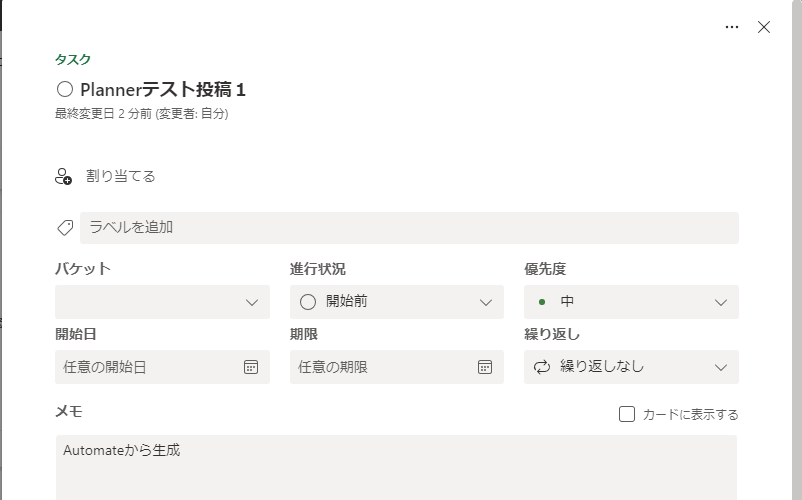 タスク
Plannerテスト投稿１
最終変更日 2 分前 (変更者: 自分)
割り当てる
ラベルを追加
バケット 進行状況 優先度
開始前 中
開始日 期限 繰り返し
任意の開始日 任意の期限 繰り返しなし
メモ カードに表示する
Automateから生成